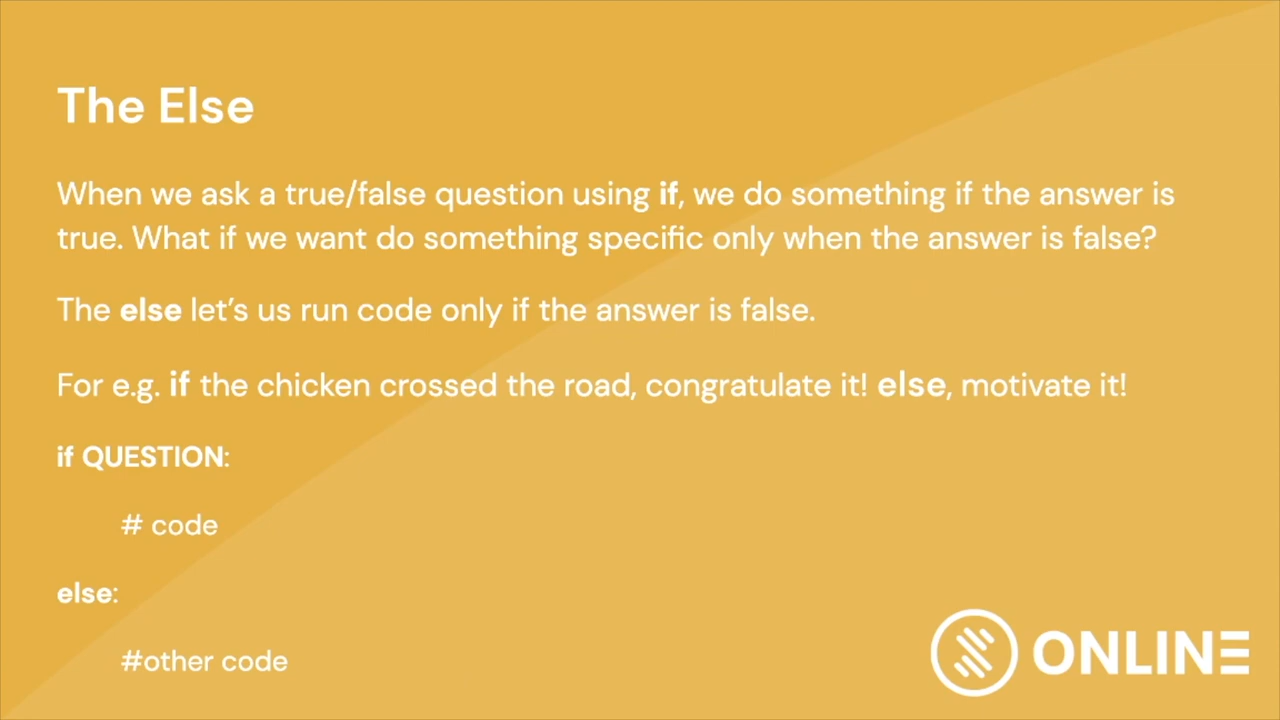 The Else
When we ask a true/false question using if, we do something if the answer is
true. What if we want do something specific only when the answer is false?
The else let's us run code only if the answer is false.
For e.g. if the chicken crossed the road, congratulate it! else, motivate it!
if QUESTION:
# code
else:
#other code
ONLINE